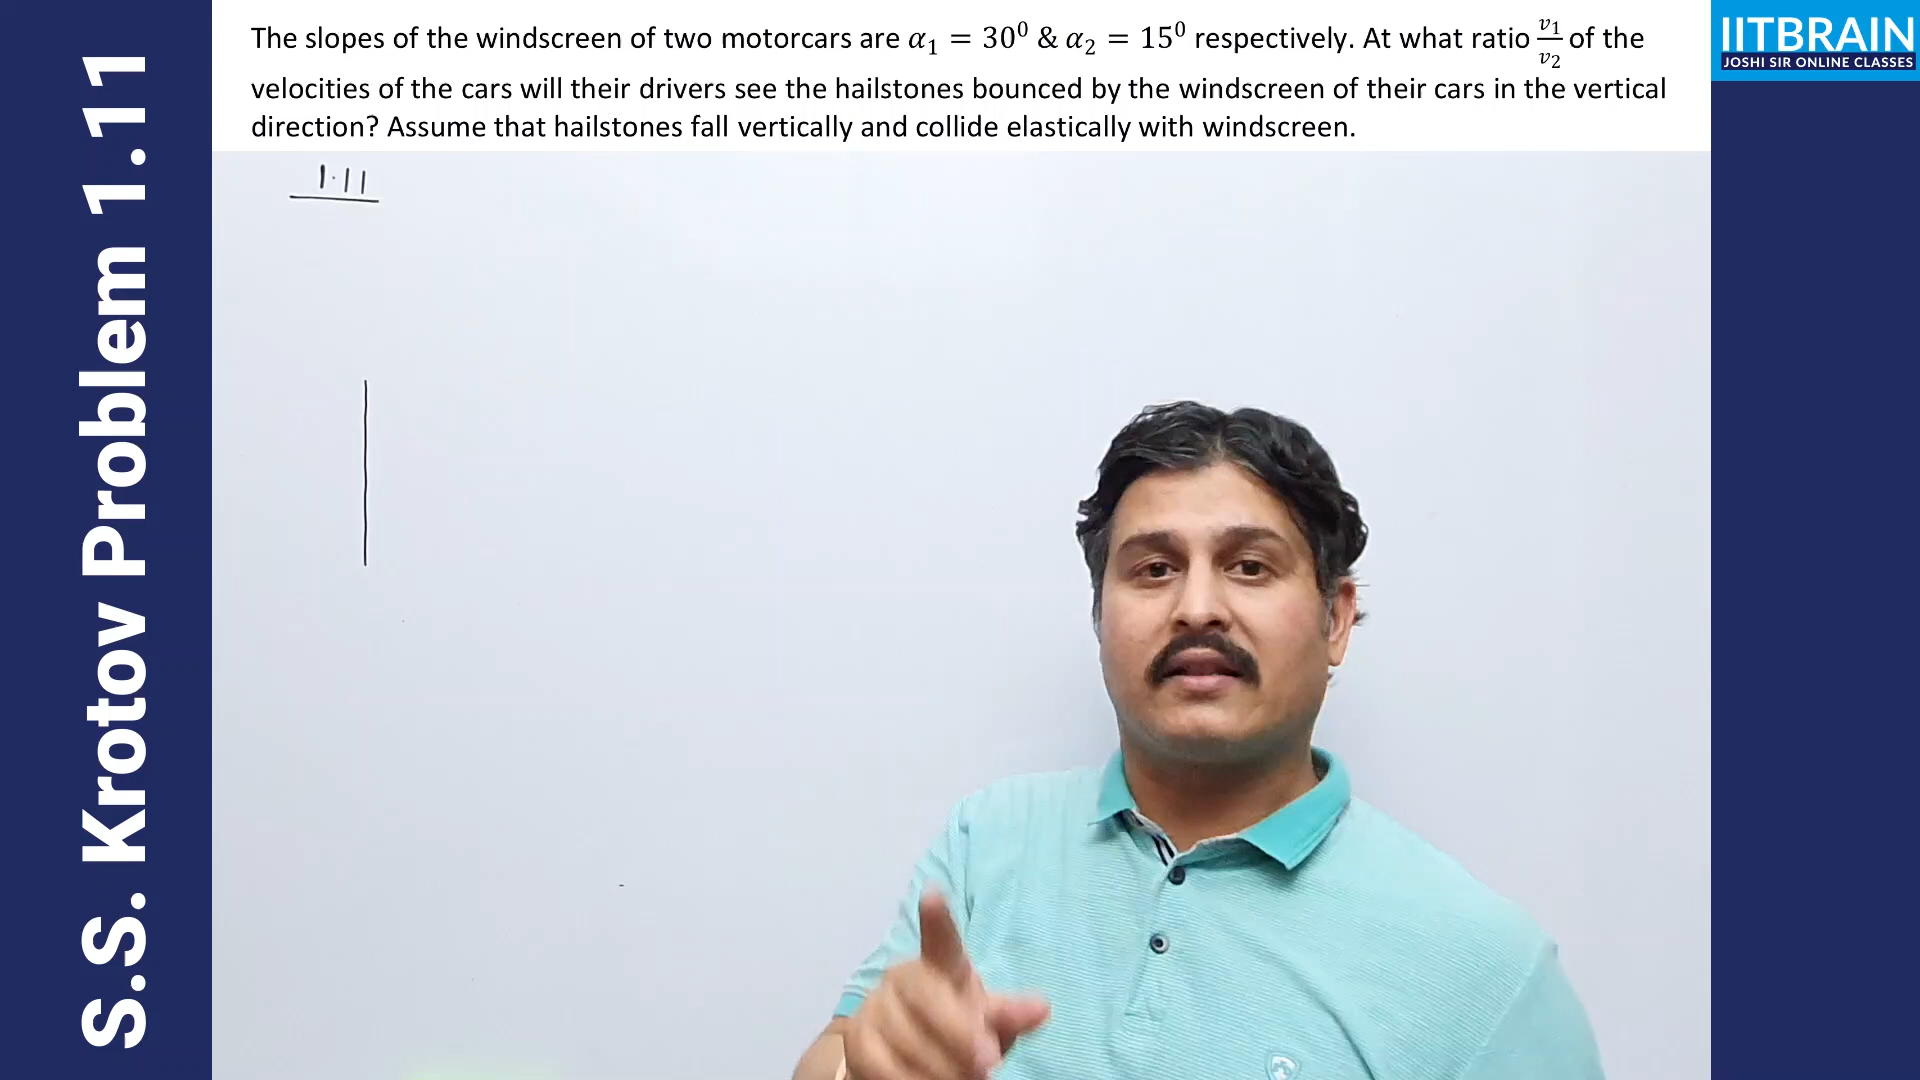 S.S. Krotov Problem 1.11
The slopes of the windscreen of two motorcars are α₁ = 30⁰ & α₂ = 15⁰ respectively. At what ratio v₁/v₂ of the
velocities of the cars will their drivers see the hailstones bounced by the windscreen of their cars in the vertical
direction? Assume that hailstones fall vertically and collide elastically with windscreen.
IITBRAIN
JOSHI SIR ONLINE CLASSES
1.11